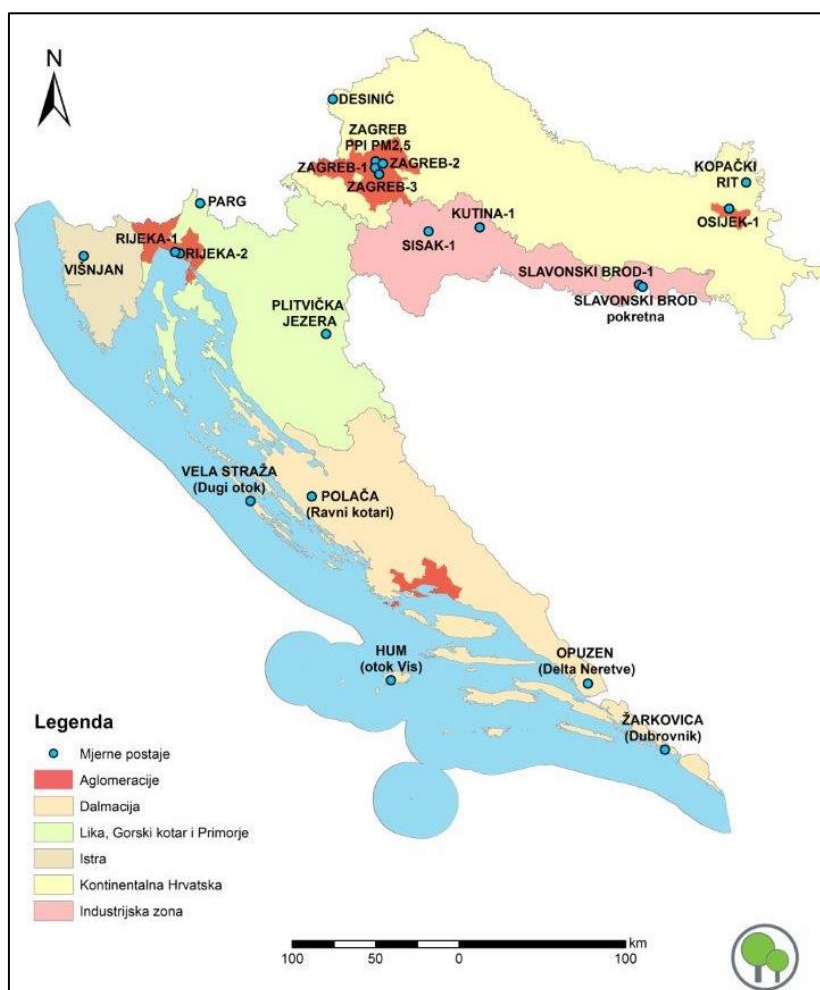 N
DESINIĆ
ZAGREB
PPI PM2,5
ZAGREB-1
ZAGREB-2
ZAGREB-3
KOPAČKI
RIT
OSIJEK-1
PARG
KUTINA-1
SISAK-1
RIJEKA-1
RIJEKA-2
VIŠNJAN
SLAVONSKI BROD-1
SLAVONSKI BROD
pokretna
PLITVIČKA
JEZERA
VELA STRAŽA
(Dugi otok)
POLAČA
(Ravni kotari)
HUM
(otok Vis)
OPUZEN
(Delta Neretve)
ŽARKOVICA
(Dubrovnik)
Legenda
Mjerne postaje
Aglomeracije
Dalmacija
Lika, Gorski kotar i Primorje
Istra
Kontinentalna Hrvatska
Industrijska zona
km
100 50 0 100